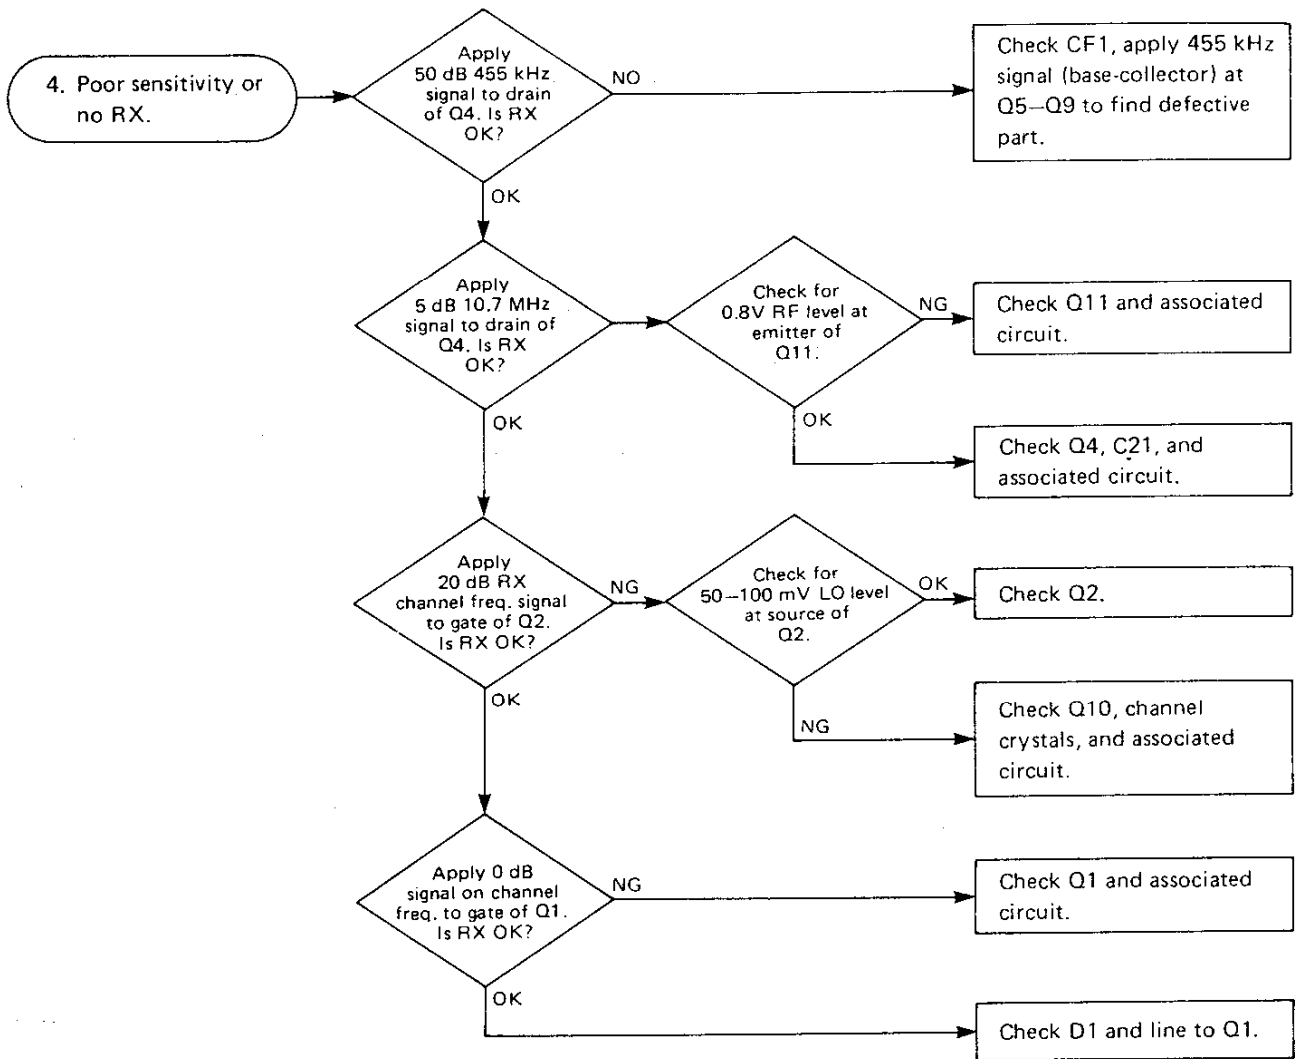 4. Poor sensitivity or
no RX.
Apply
50 dB 455 kHz
signal to drain
of Q4. Is RX
OK?
NO
Check CF1, apply 455 kHz
signal (base-collector) at
Q5—Q9 to find defective
part.
OK
Apply
5 dB 10.7 MHz
signal to drain of
Q4. Is RX
OK?
Check for
0.8V RF level at
emitter of
Q11.
NG
Check Q11 and associated
circuit.
OK
OK
Check Q4, C21, and
associated circuit.
Apply
20 dB RX
channel freq. signal
to gate of Q2.
Is RX OK?
NG
Check for
50—100 mV LO level
at source of
Q2.
OK
Check Q2.
OK
NG
Check Q10, channel
crystals, and associated
circuit.
Apply 0 dB
signal on channel
freq. to gate of Q1.
Is RX OK?
NG
Check Q1 and associated
circuit.
OK
Check D1 and line to Q1.